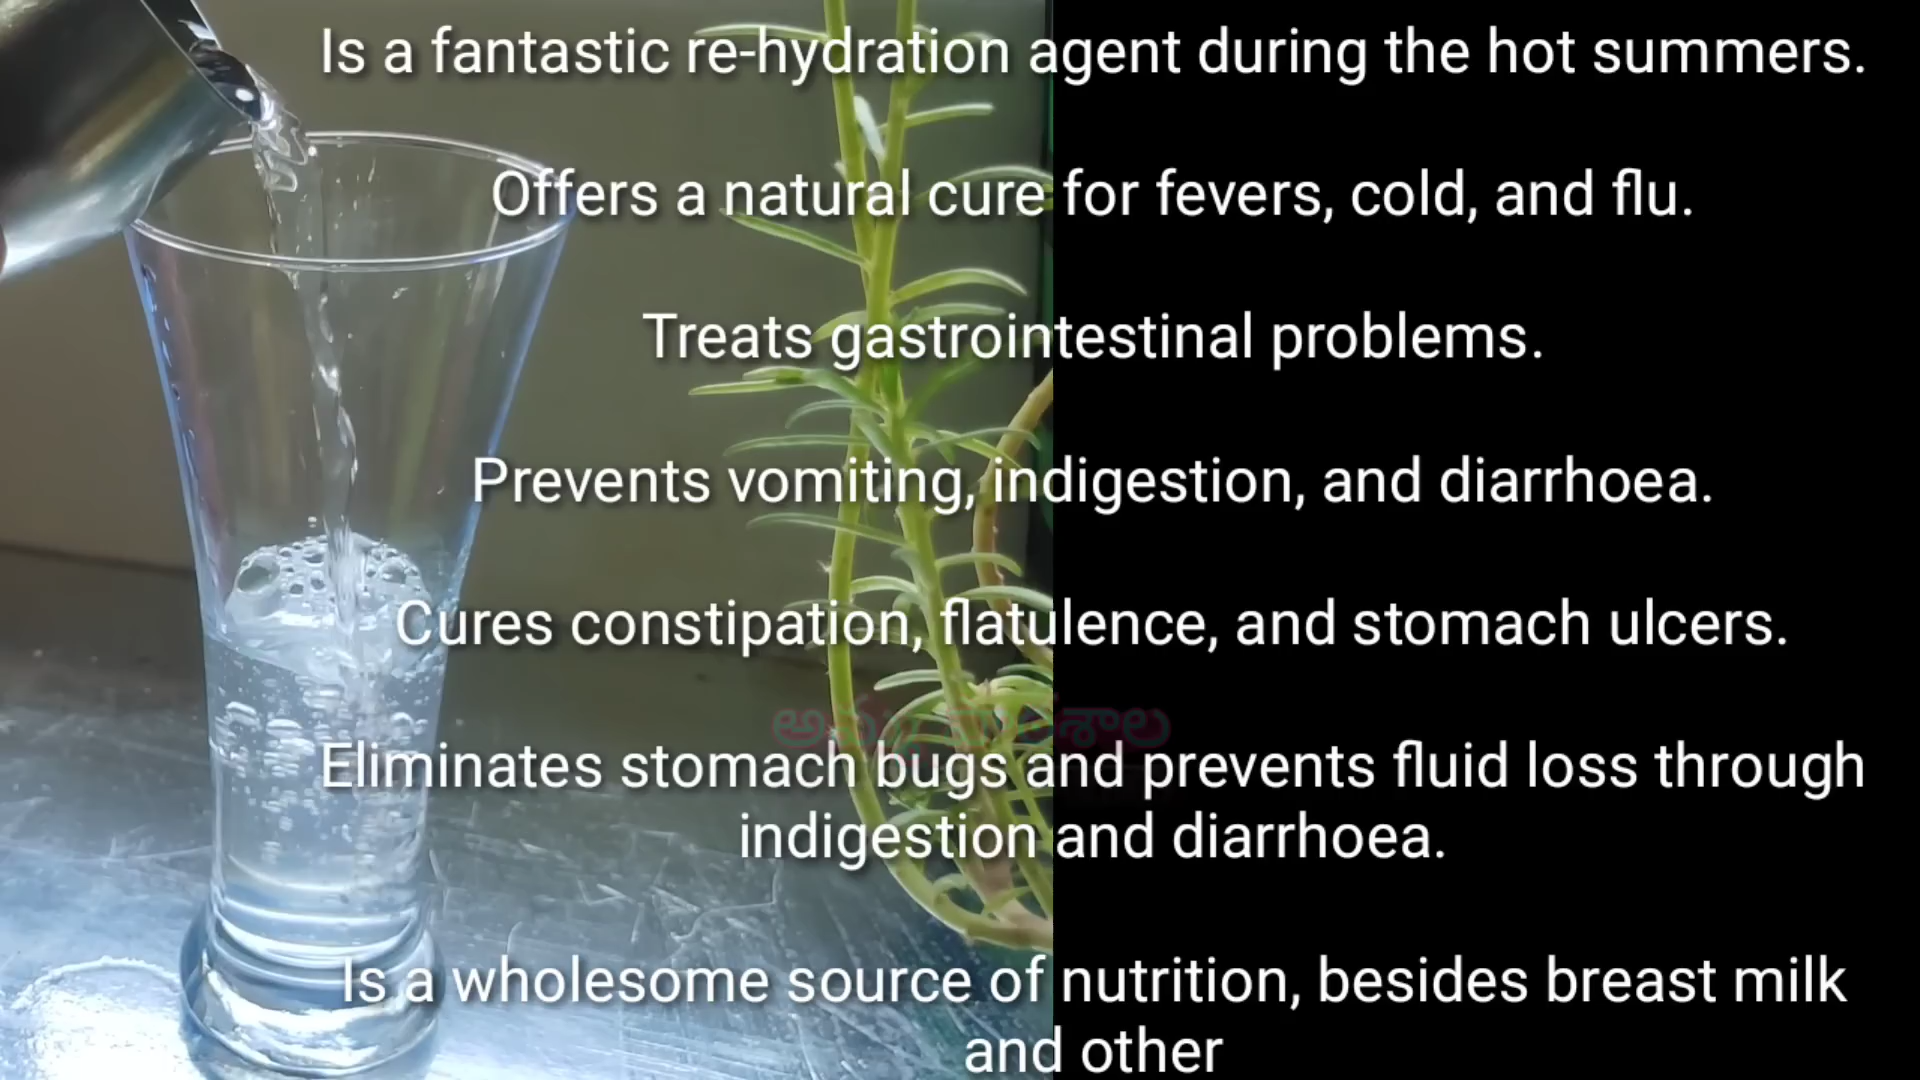 Is a fantastic re-hydration agent during the hot summers.
Offers a natural cure for fevers, cold, and flu.
Treats gastrointestinal problems.
Prevents vomiting, indigestion, and diarrhoea.
Cures constipation, flatulence, and stomach ulcers.
Eliminates stomach bugs and prevents fluid loss through
indigestion and diarrhoea.
Is a wholesome source of nutrition, besides breast milk
and other